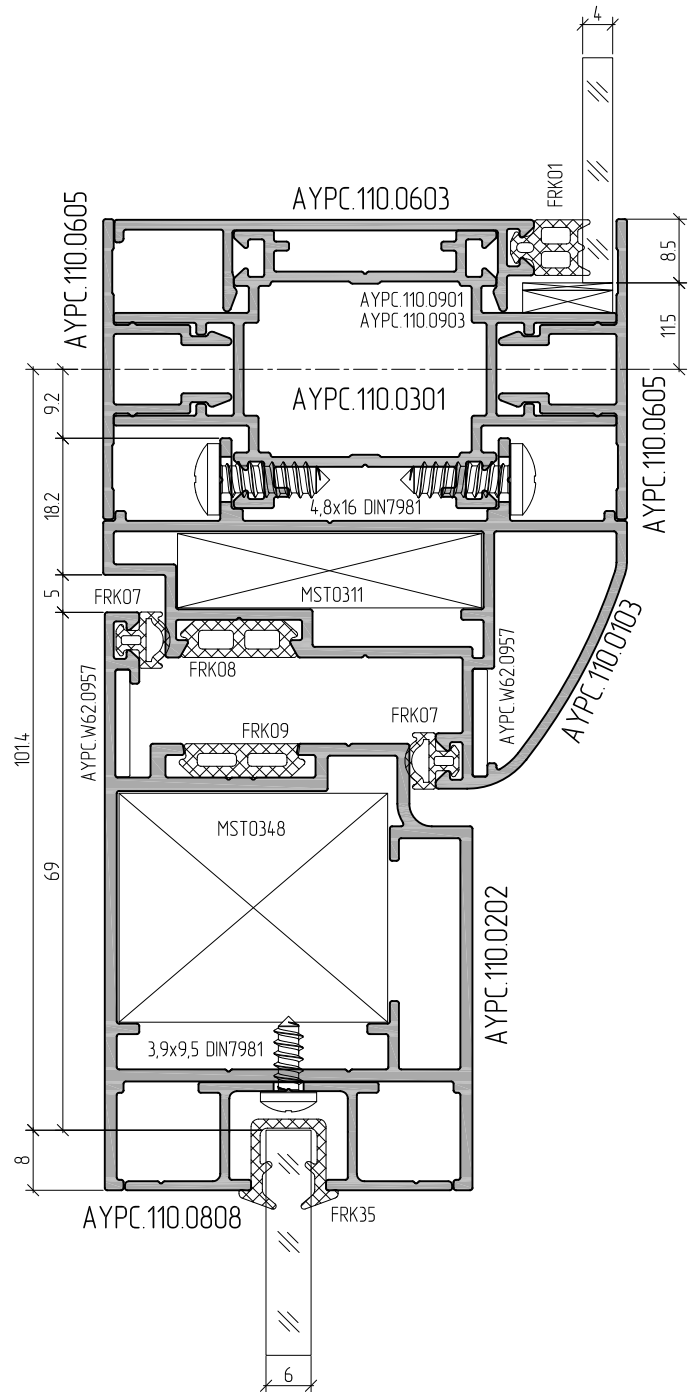 4
FRK01
AYPC.110.0603
AYPC.110.0605
8.5
AYPC.110.0901
AYPC.110.0903
11.5
AYPC.110.0301
9.2
AYPC.110.0605
18.2
4,8x16 DIN7981
5
FRK07
MST0311
AYPC.110.0103
FRK08
AYPC.W62.0957
AYPC.W62.0957
FRK07
FRK09
101.4
MST0348
69
AYPC.110.0202
3,9x9,5 DIN7981
8
AYPC.110.0808
FRK35
6